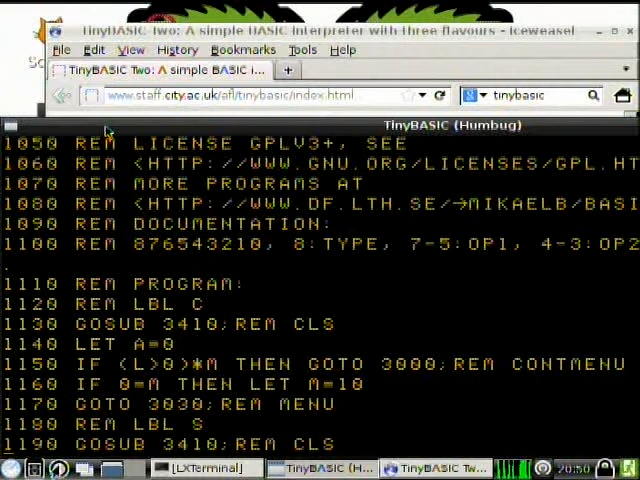 TinyBASIC Two: A simple BASIC interpreter with three flavours - Iceweasel
File Edit View History Bookmarks Tools Help
TinyBASIC Two: A simple BASIC i...
www.staff.city.ac.uk/afl/tinybasic/index.html
tinybasic
TinyBASIC (Humbug)
1050 REM LICENSE GPLV3+, SEE
1060 REM <HTTP://WWW.GNU.ORG/LICENSES/GPL.HT
1070 REM MORE PROGRAMS AT
1080 REM <HTTP://WWW.DF.LTH.SE/→MIKAELB/BASI
1090 REM DOCUMENTATION:
1100 REM 876543210, 8:TYPE, 7-5:OP1, 4-3:OP2
.
1110 REM PROGRAM:
1120 REM LBL C
1130 GOSUB 3410;REM CLS
1140 LET A=0
1150 IF (L>0)*M THEN GOTO 3000;REM CONTMENU
1160 IF 0=M THEN LET M=10
1170 GOTO 3030;REM MENU
1180 REM LBL S
1190 GOSUB 3410;REM CLS
[LXTerminal] TinyBASIC (H... TinyBASIC Tw... 20:50